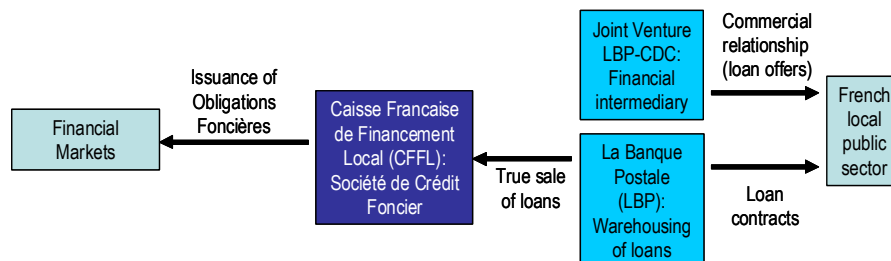 Financial
Markets
Issuance of
Obligations
Foncières
Caisse Francaise
de Financement
Local (CFFL):
Société de Crédit
Foncier
True sale
of loans
Joint Venture
LBP-CDC:
Financial
intermediary
La Banque
Postale
(LBP):
Warehousing
of loans
Commercial
relationship
(loan offers)
Loan
contracts
French
local
public
sector